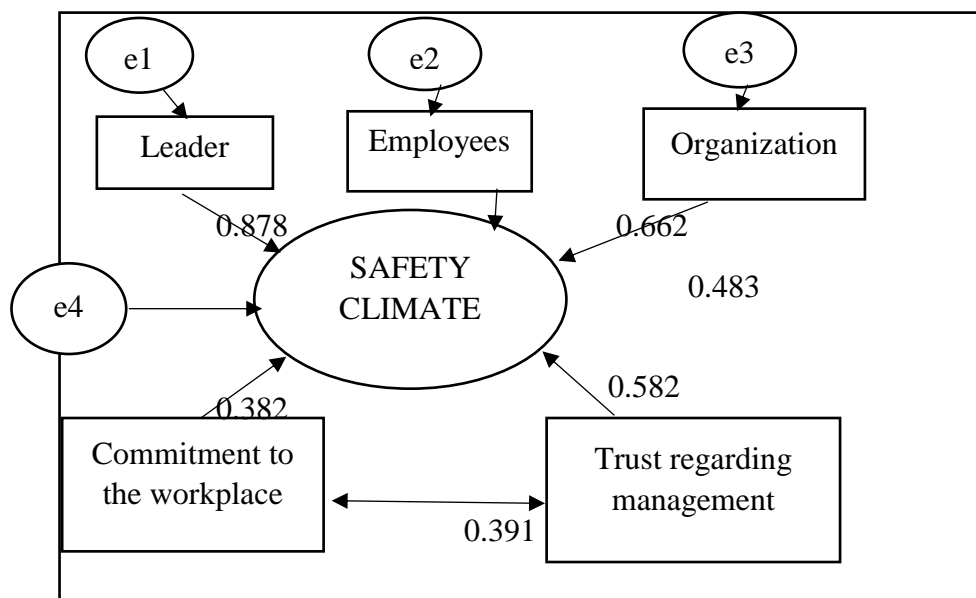 e1
e2
e3
Leader
Employees
Organization
0.878
0.662
SAFETY
CLIMATE
0.483
e4
0.582
0.382
Commitment to
the workplace
Trust regarding
management
0.391